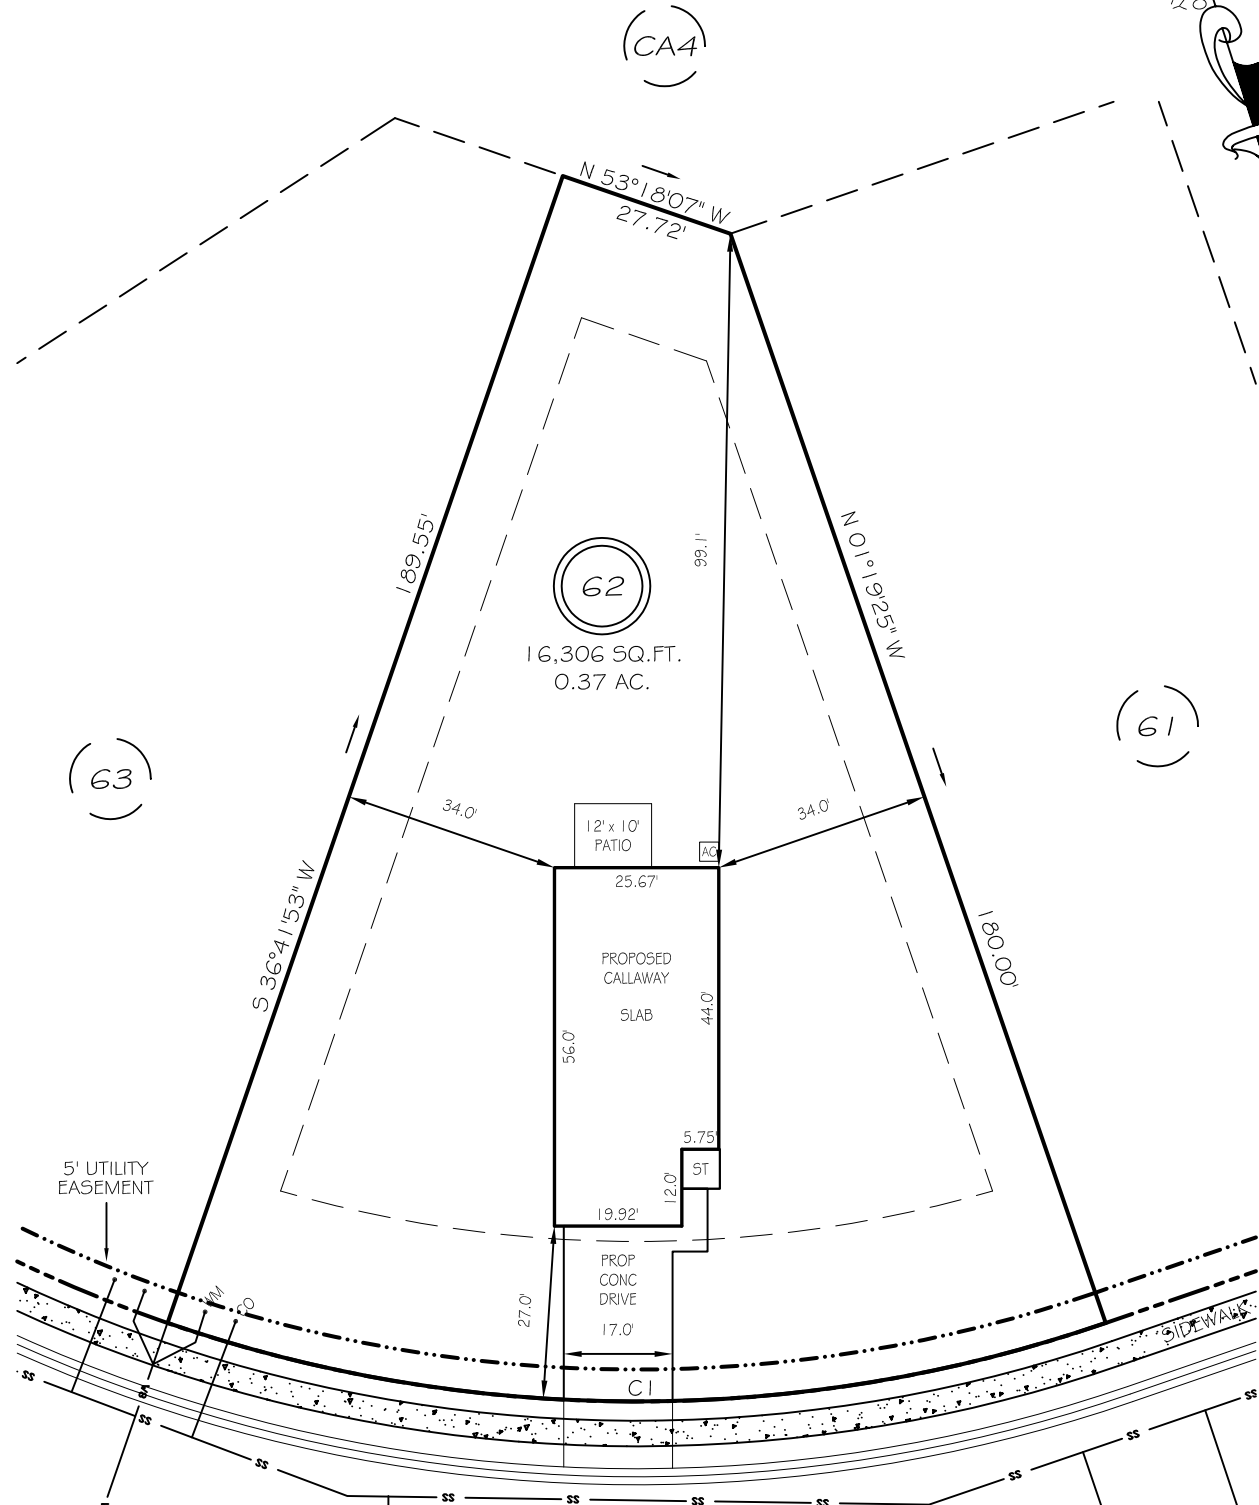 CA4
N 53°18'07" W
27.72'
189.55'
N 01°19'25" W
99.1'
62
16,306 SQ.FT.
0.37 AC.
63
61
34.0'
34.0'
12' x 10'
PATIO
AC
25.67'
S 36°41'53" W
180.00'
PROPOSED
CALLAWAY
SLAB
44.0'
56.0'
5.75'
ST
12.0'
19.92'
5' UTILITY
EASEMENT
PROP
CONC
DRIVE
17.0'
27.0'
WM
CO
SIDEWALK
C1
SS
SS
SS
SS
SS
SS
SS
SS
SS
SS